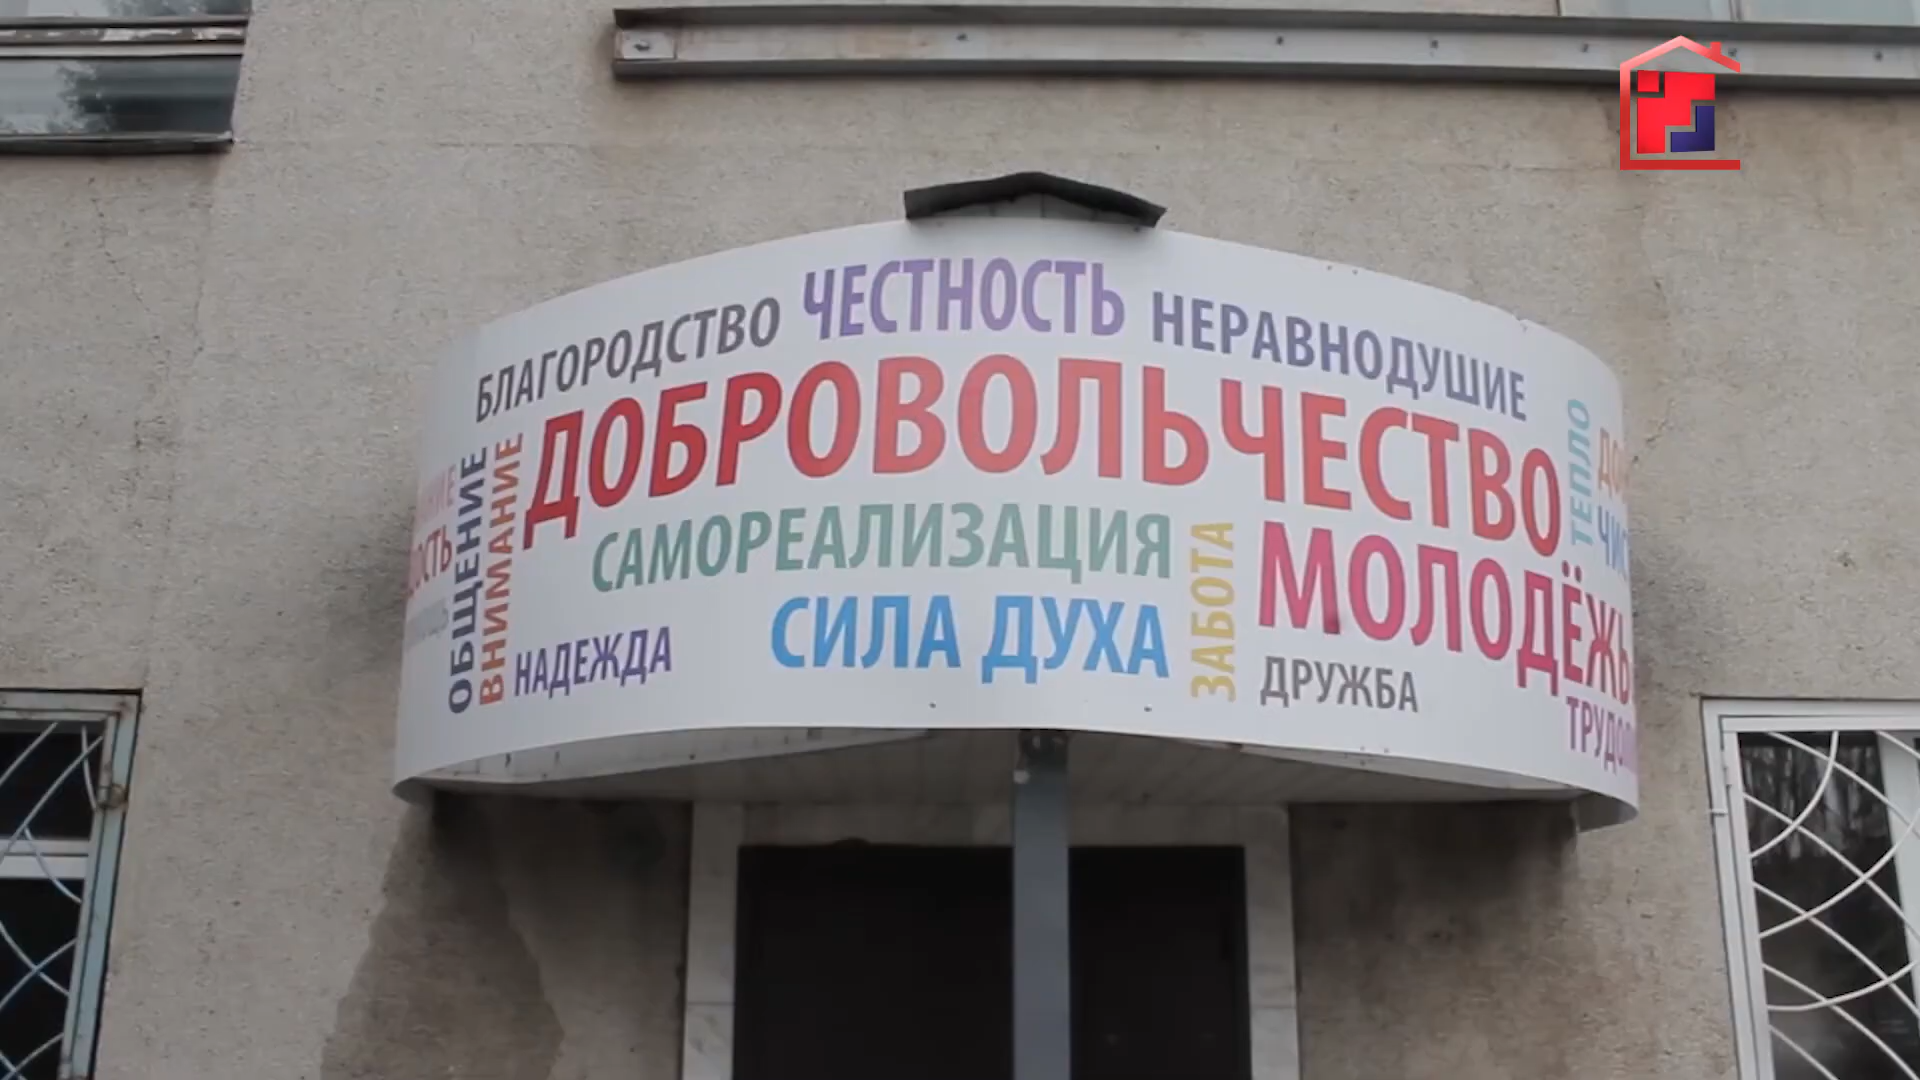 БЛАГОРОДСТВО ЧЕСТНОСТЬ НЕРАВНОДУШИЕ
ДОБРОВОЛЬЧЕСТВО
ОБЩЕНИЕ
ВНИМАНИЕ
САМОРЕАЛИЗАЦИЯ
ЗАБОТА
МОЛОДЁЖЬ
ТЕПЛО
НАДЕЖДА
СИЛА ДУХА
ДРУЖБА